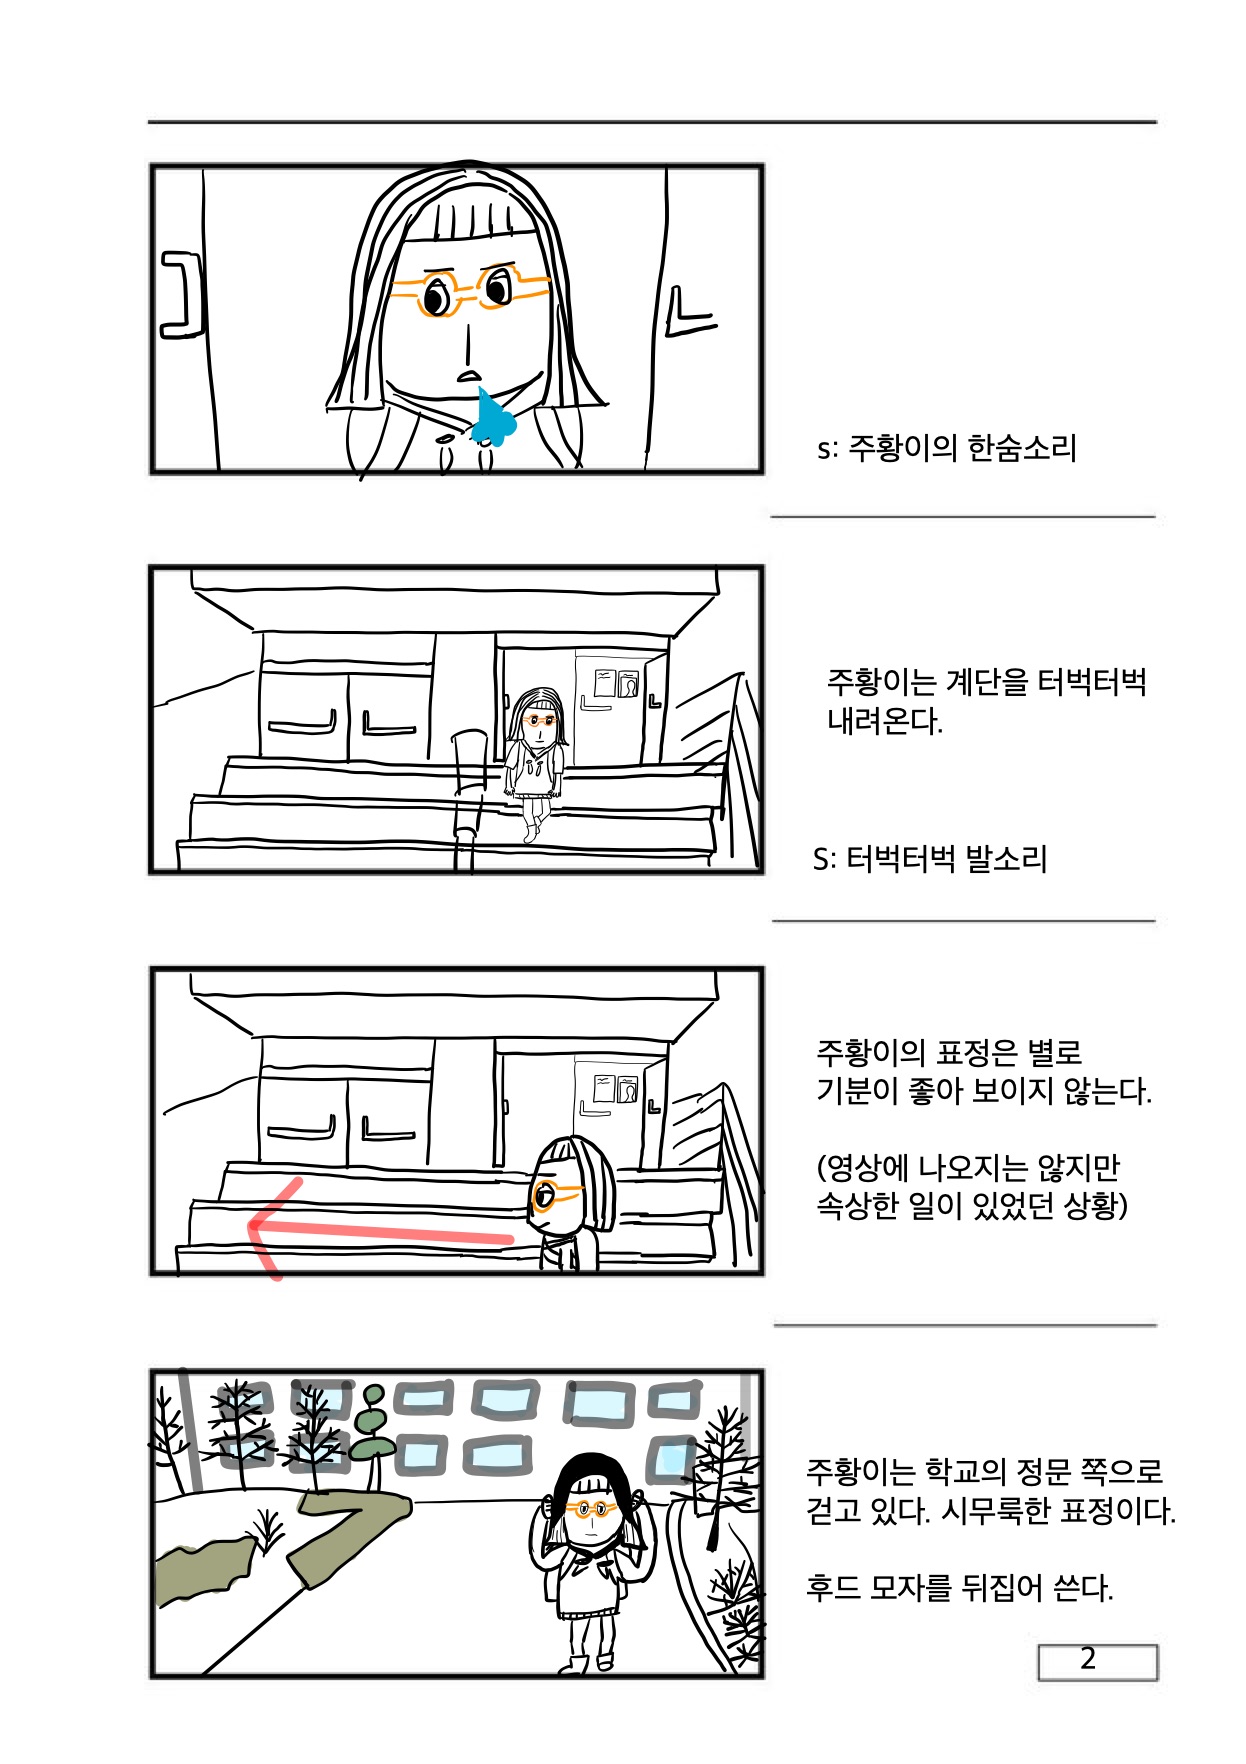 s: 주황이의 한숨소리
주황이는 계단을 터벅터벅
내려온다.
S: 터벅터벅 발소리
주황이의 표정은 별로
기분이 좋아 보이지 않는다.
(영상에 나오지는 않지만
속상한 일이 있었던 상황)
주황이는 학교의 정문 쪽으로
걷고 있다. 시무룩한 표정이다.
후드 모자를 뒤집어 쓴다.
2